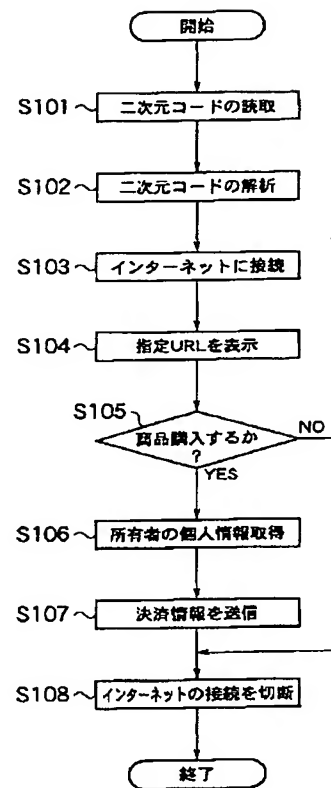 開始
S101 二次元コードの読取
S102 二次元コードの解析
S103 インターネットに接続
S104 指定URLを表示
S105
商品購入するか NO
?
YES
S106 所有者の個人情報取得
S107 決済情報を送信
S108 インターネットの接続を切断
終了